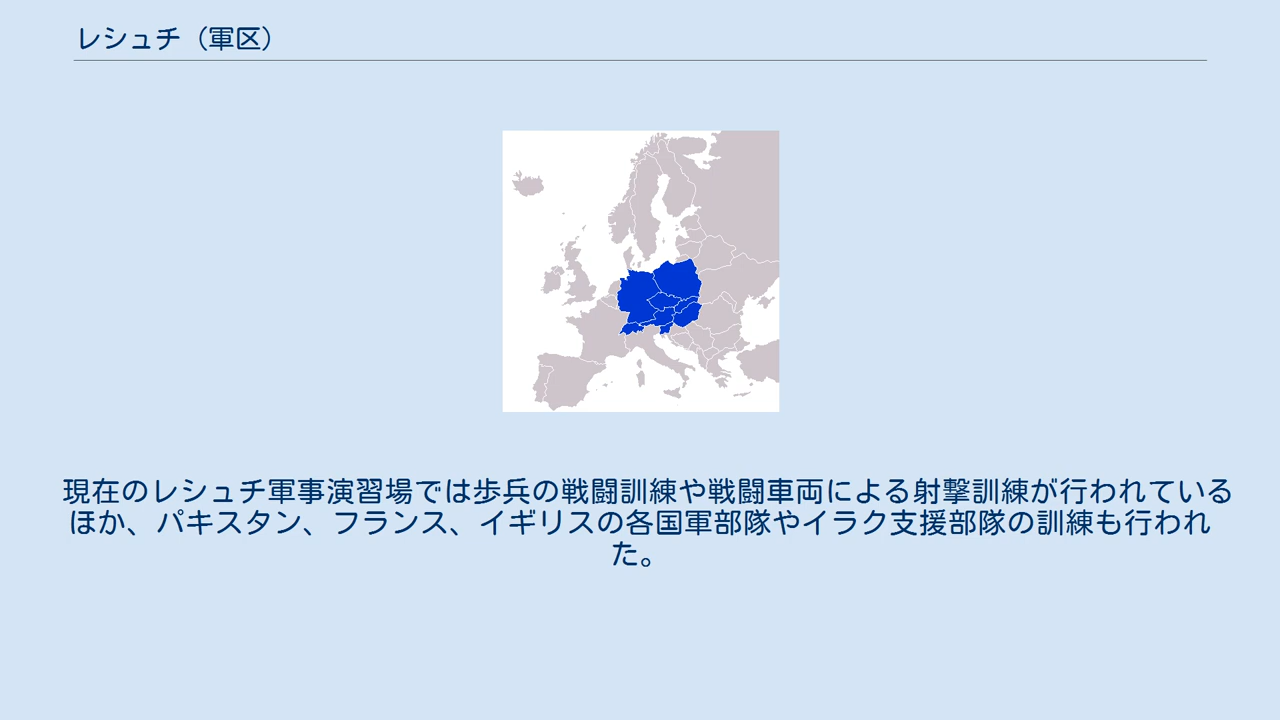 レシュチ（軍区）
現在のレシュチ軍事演習場では歩兵の戦闘訓練や戦闘車両による射撃訓練が行われている
ほか、パキスタン、フランス、イギリスの各国軍部隊やイラク支援部隊の訓練も行われ
た。